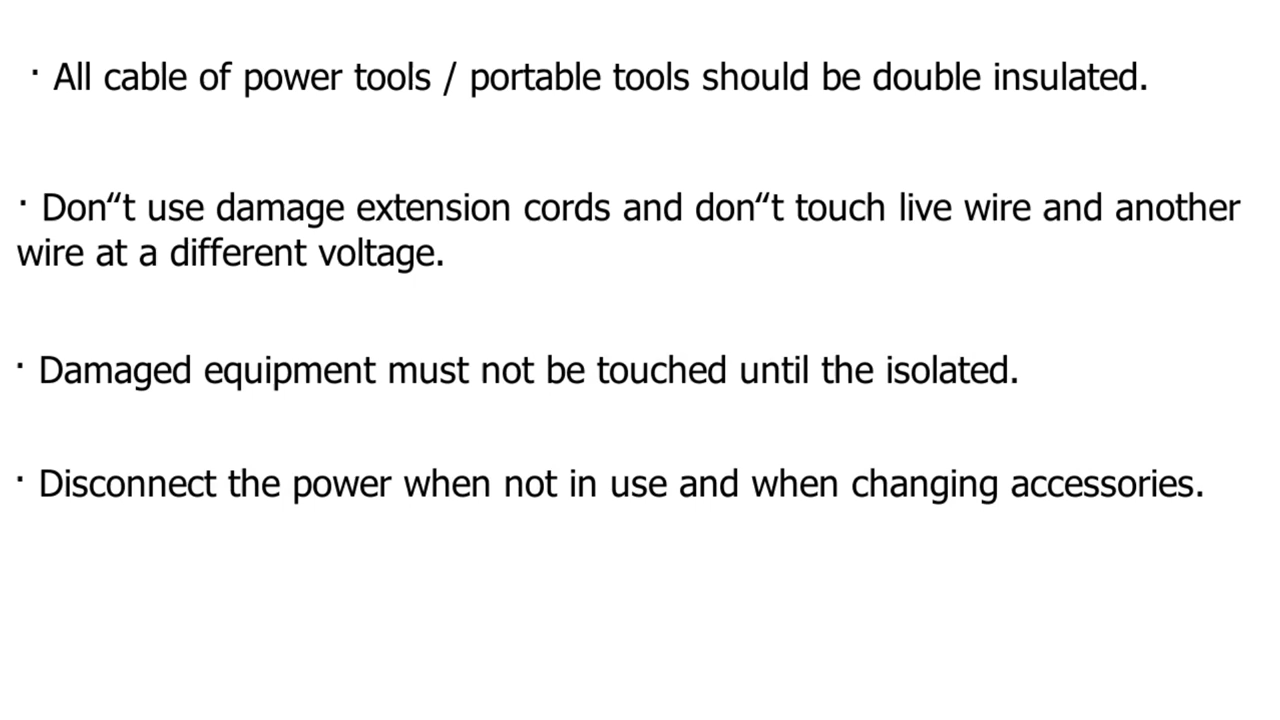 · All cable of power tools / portable tools should be double insulated.
· Don“t use damage extension cords and don“t touch live wire and another
wire at a different voltage.
· Damaged equipment must not be touched until the isolated.
· Disconnect the power when not in use and when changing accessories.